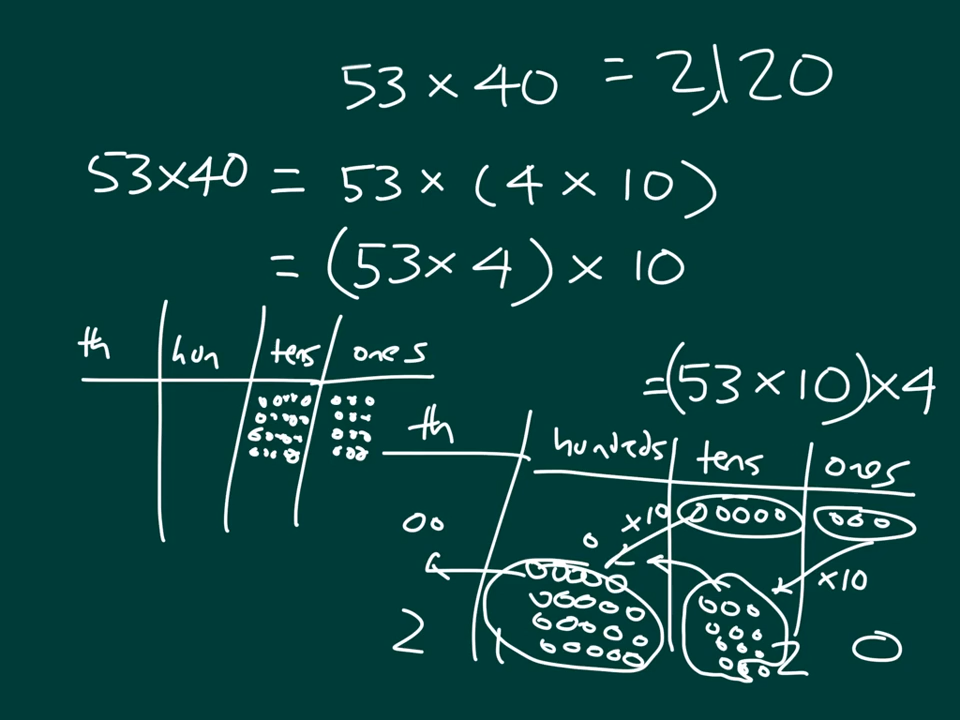 53 × 40 = 2,120
53×40 = 53 × (4 × 10)
= (53 × 4) × 10
th hun tens ones
=(53 × 10)×4
th hundreds tens ones
×10
×10
2 1 2 0